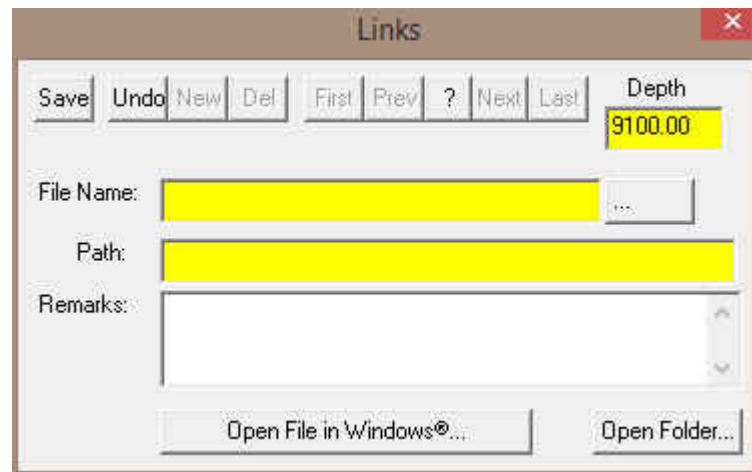 Links
Save Undo New Del First Prev ? Next Last
Depth
9100.00
File Name: ...
Path:
Remarks:
Open File in Windows®... Open Folder...